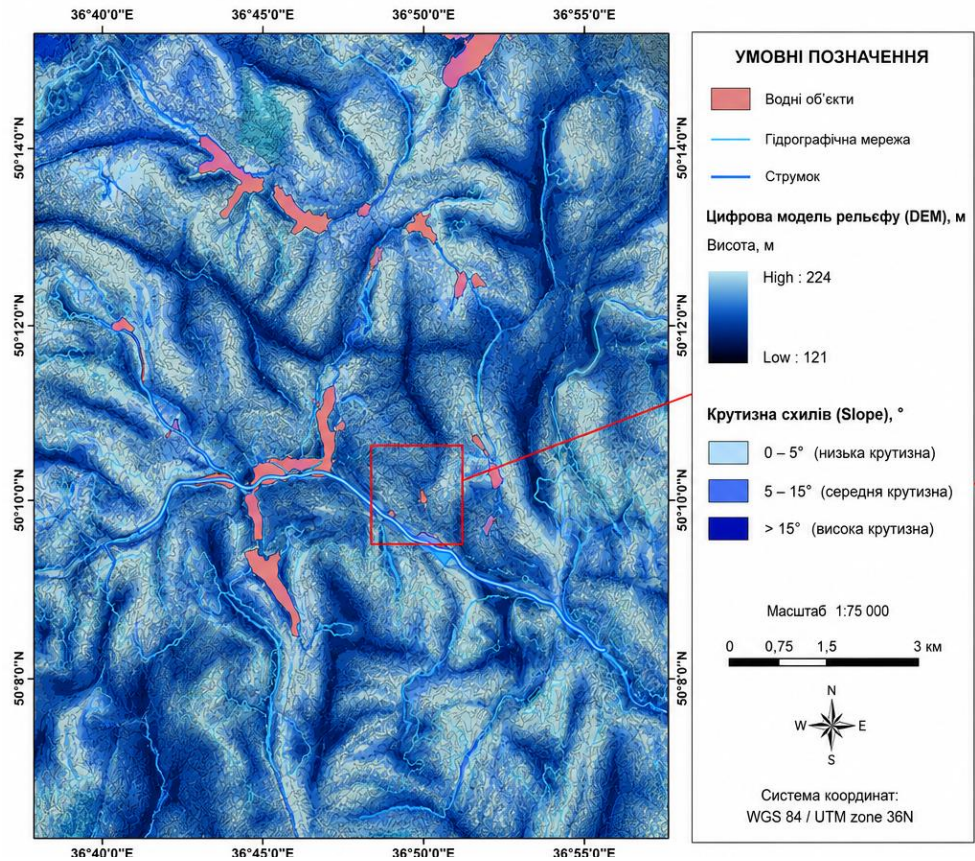 36°40'0"E 36°45'0"E 36°50'0"E 36°55'0"E
50°14'0"N 50°14'0"N
50°12'0"N 50°12'0"N
50°10'0"N 50°10'0"N
50°8'0"N 50°8'0"N
36°40'0"E 36°45'0"E 36°50'0"E 36°55'0"E
УМОВНІ ПОЗНАЧЕННЯ
Водні об'єкти
Гідрографічна мережа
Струмок
Цифрова модель рельєфу (DEM), м
Висота, м
High : 224
Low : 121
Крутизна схилів (Slope), °
0 – 5° (низька крутизна)
5 – 15° (середня крутизна)
> 15° (висока крутизна)
Масштаб 1:75 000
0 0,75 1,5 3 км
N
W E
S
Система координат:
WGS 84 / UTM zone 36N